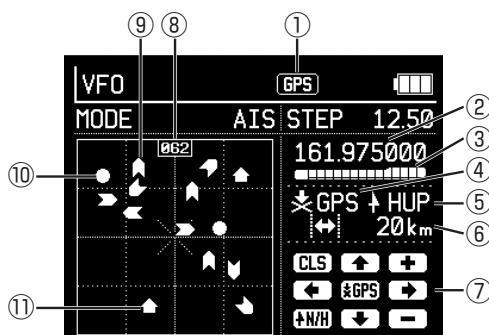 ⑨ ⑧ ①
VFO GPS
MODE AIS STEP 12.50 ②
062 161.975000 ③
⑩ ④
GPS HUP ⑤
20km ⑥
CLS +
GPS ⑦
N/H −
⑪